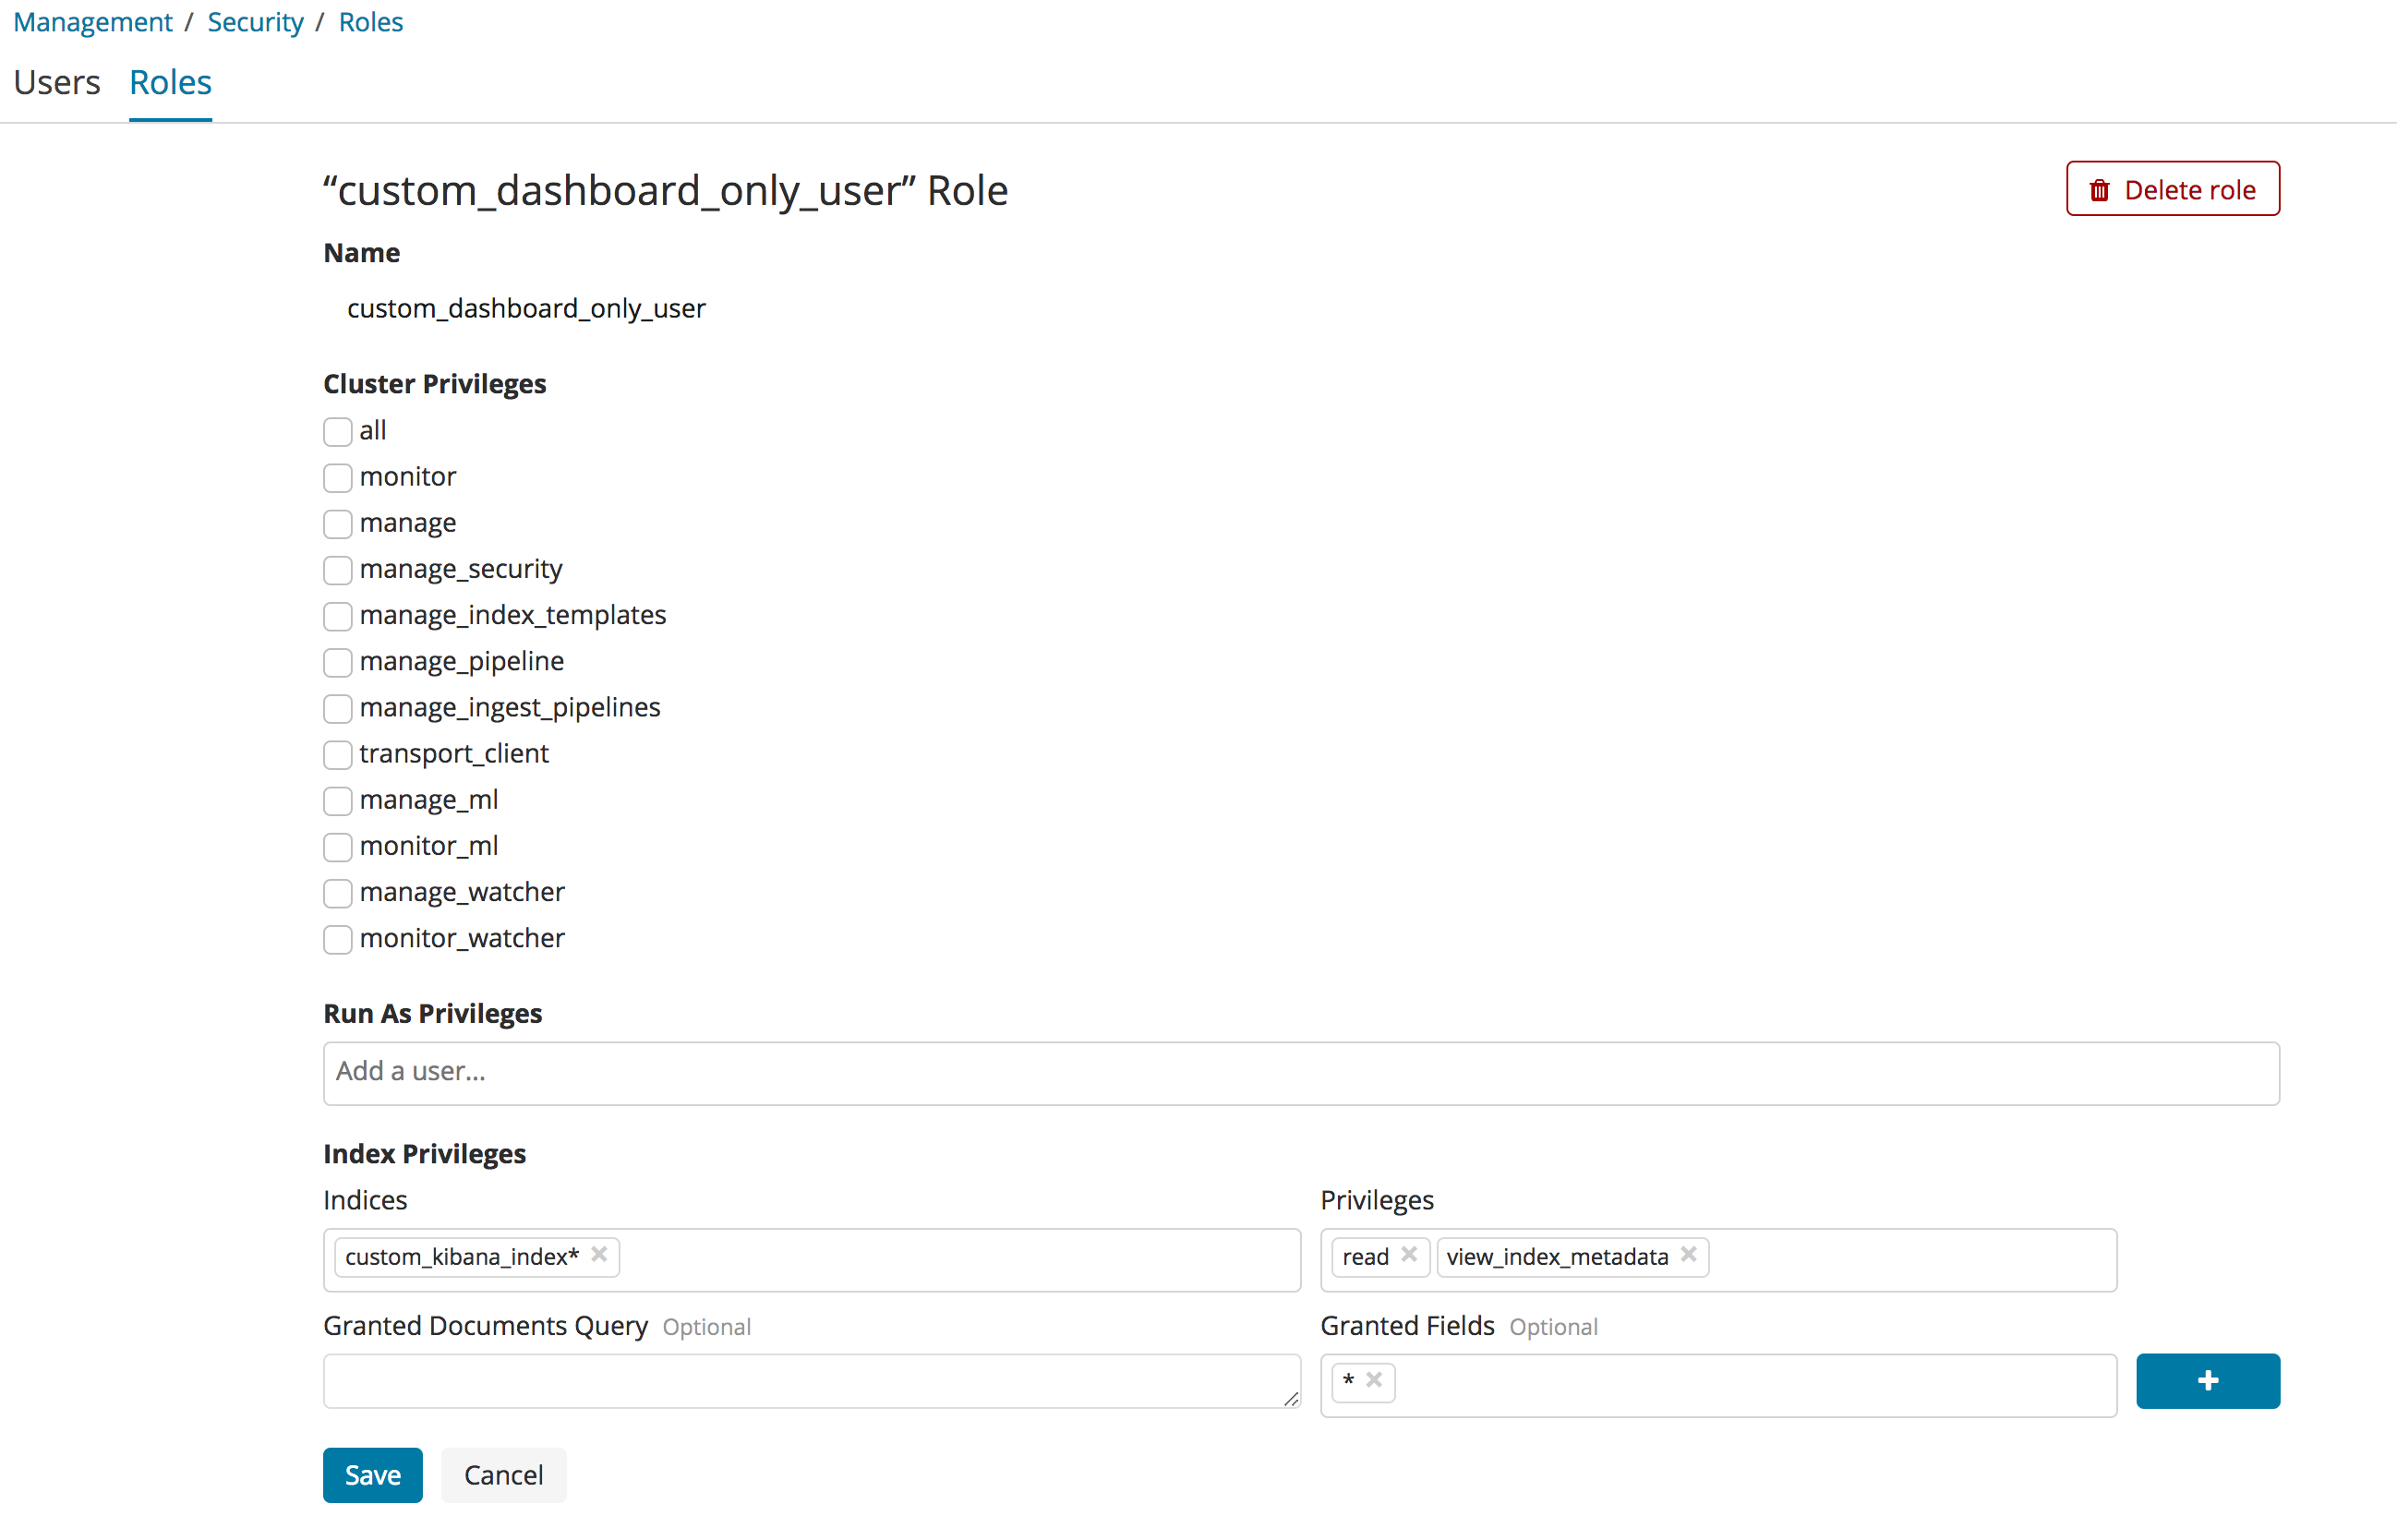 Management / Security / Roles
Users Roles
“custom_dashboard_only_user” Role
Delete role
Name
custom_dashboard_only_user
Cluster Privileges
all
monitor
manage
manage_security
manage_index_templates
manage_pipeline
manage_ingest_pipelines
transport_client
manage_ml
monitor_ml
manage_watcher
monitor_watcher
Run As Privileges
Add a user...
Index Privileges
Indices Privileges
custom_kibana_index* read view_index_metadata
Granted Documents Query Optional Granted Fields Optional
*
Save Cancel